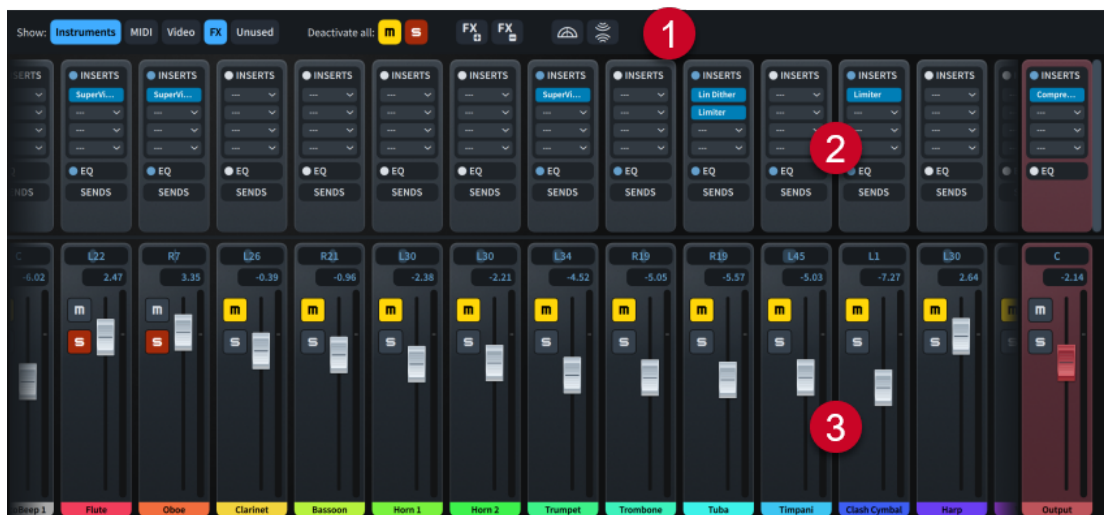 1
Show: Instruments MIDI Video FX Unused Deactivate all: m s FX FX
INSERTS INSERTS INSERTS INSERTS INSERTS INSERTS INSERTS INSERTS INSERTS INSERTS INSERTS INSERTS INSERTS
SuperVi... SuperVi... SuperVi... Lin Dither Limiter Compre...
--- --- --- --- --- --- ---
Limiter
--- --- --- --- --- --- --- --- --- --- --- ---
--- --- --- --- --- --- --- --- --- --- --- ---
2
--- --- --- --- --- --- --- --- --- --- --- ---
EQ EQ EQ EQ EQ EQ EQ EQ EQ EQ EQ EQ EQ
SENDS SENDS SENDS SENDS SENDS SENDS SENDS SENDS SENDS SENDS SENDS SENDS
C L22 R7 L26 R21 L30 L30 L34 R19 R19 L45 L1 L30 C
-6.02 2.47 3.35 -0.39 -0.96 -2.38 -2.21 -4.52 -5.05 -5.57 -5.03 -7.27 2.64 -2.14
m m m m m m m m m m m m m m
s s s s s s s s s s s s s s
3
Flute Oboe Clarinet Bassoon Horn 1 Horn 2 Trumpet Trombone Tuba Timpani Clash Cymbal Harp Output